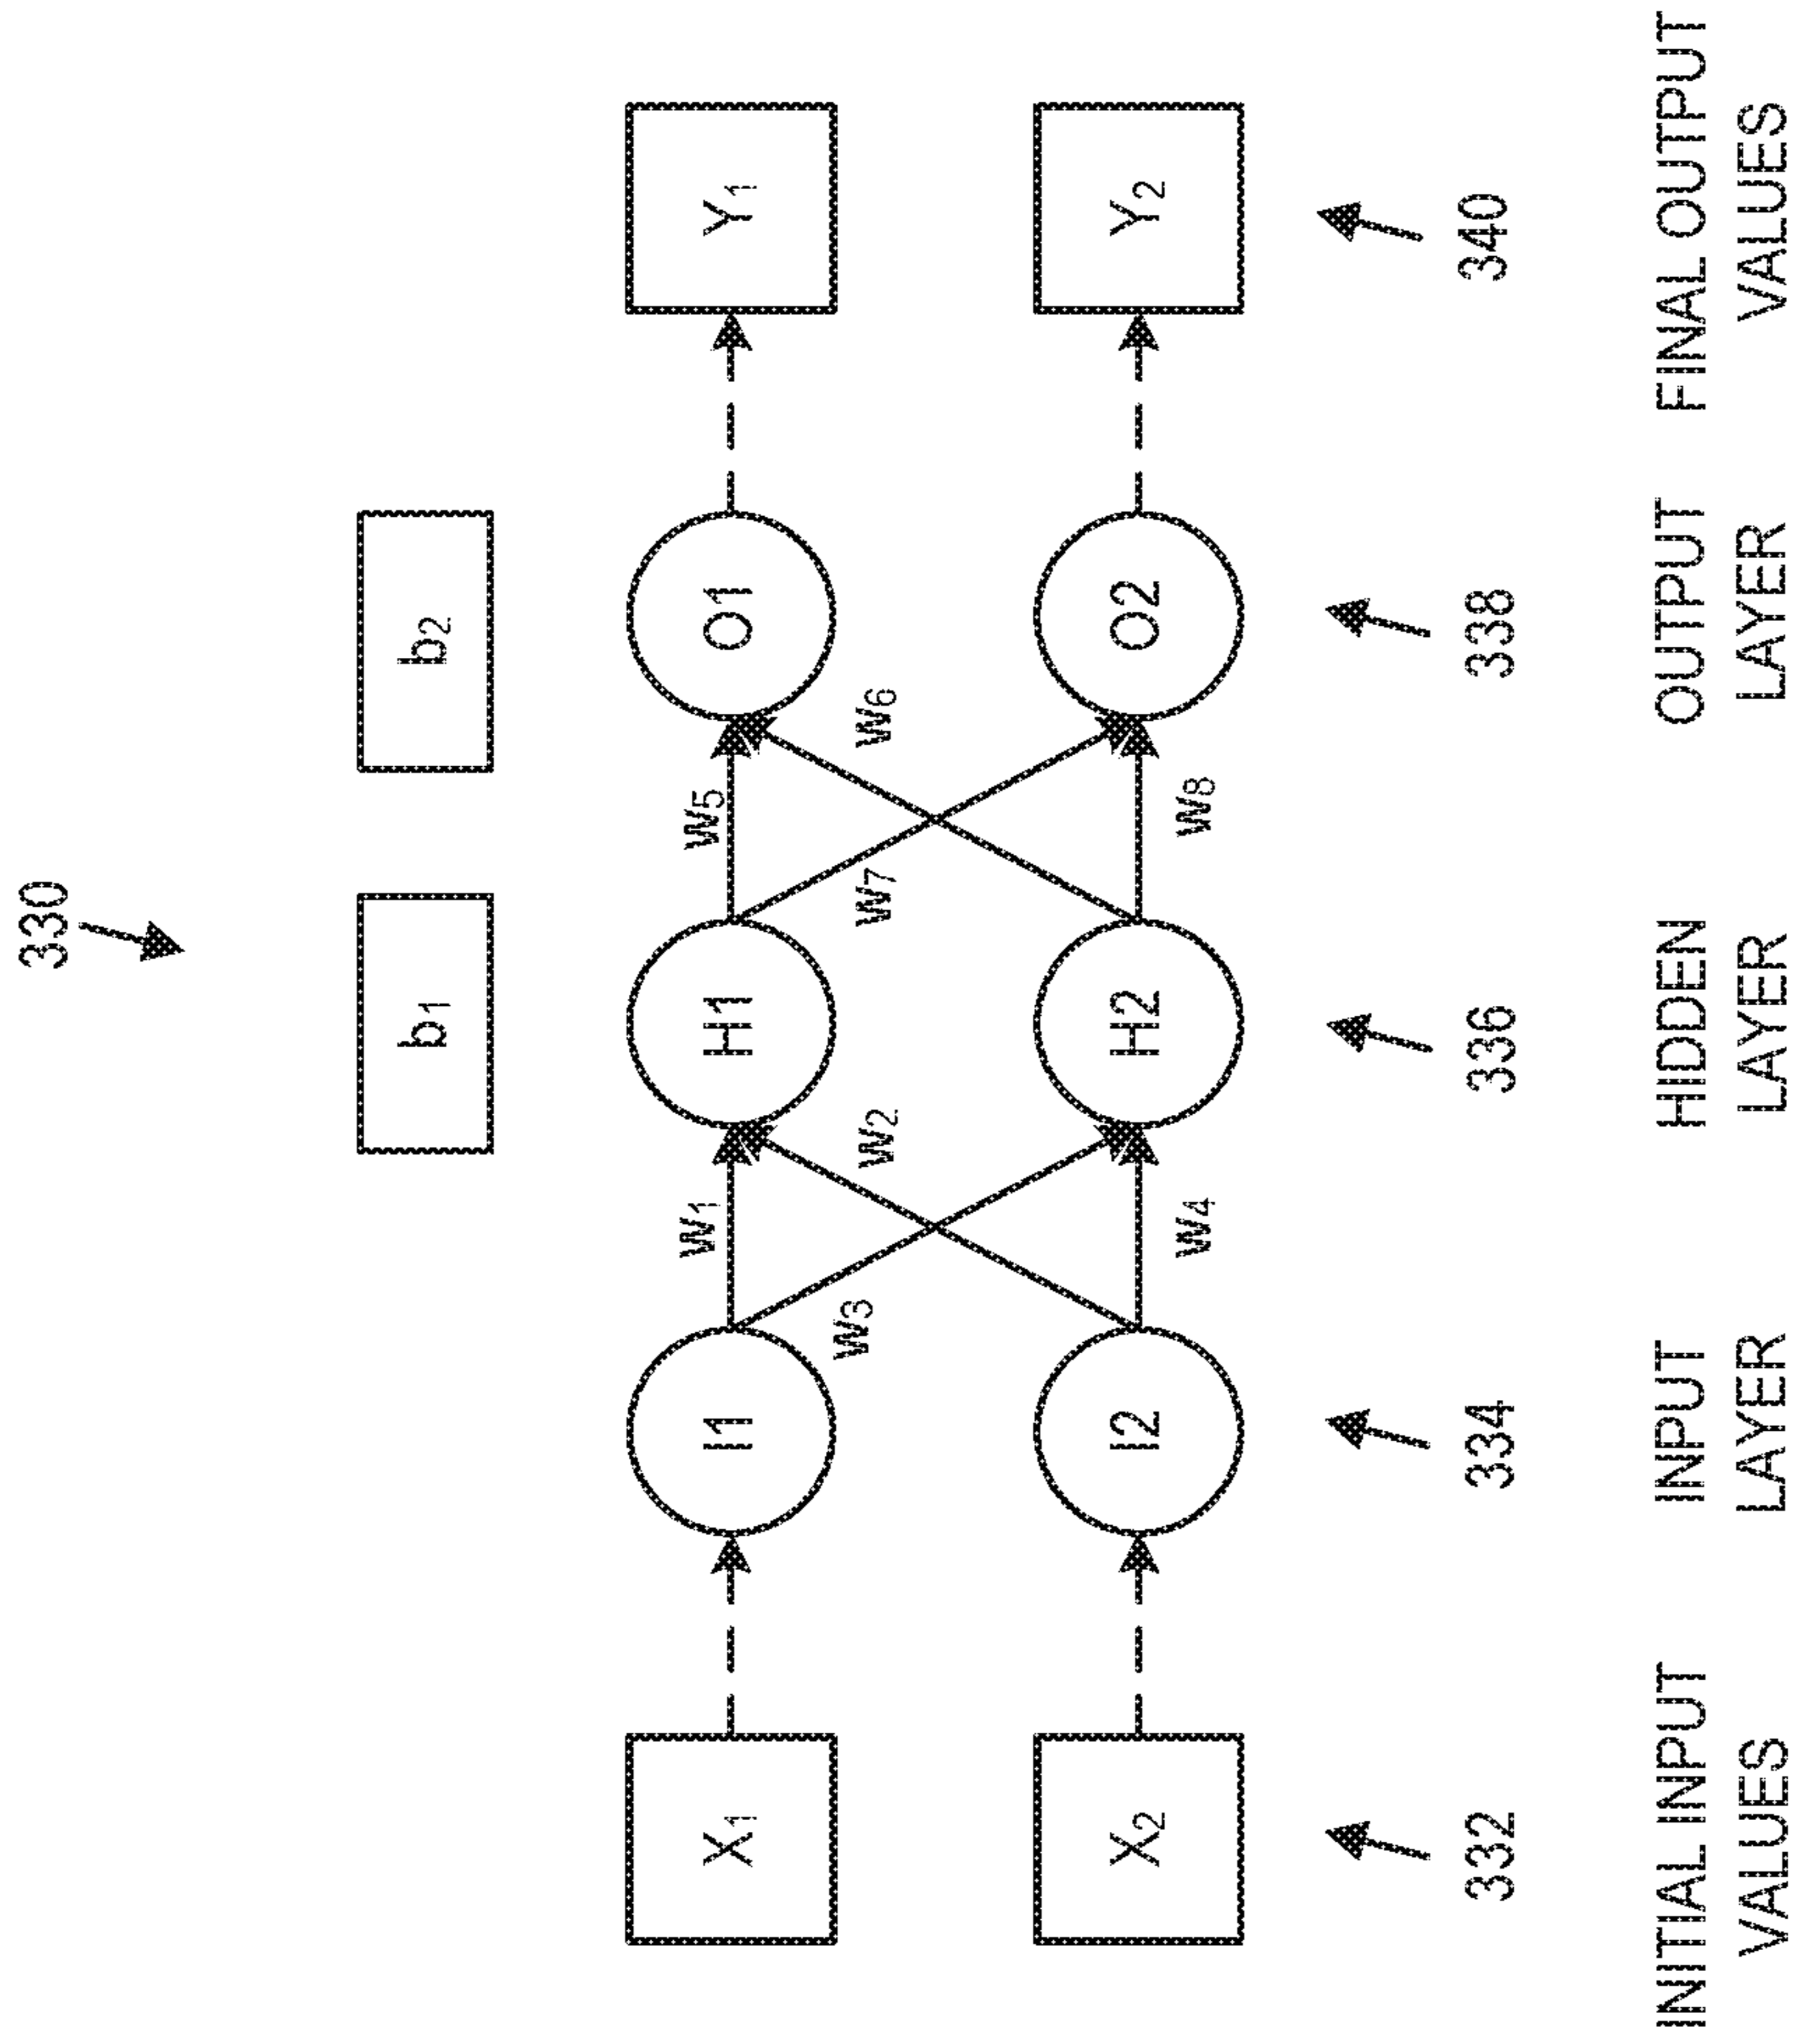 330
b₁
b₂
X₁
I1
w₁
H1
w₅
O1
Y₁
w₃
w₂
w₇
w₆
X₂
I2
w₄
H2
w₈
O2
Y₂
332
334
336
338
340
INITIAL INPUT
VALUES
INPUT
LAYER
HIDDEN
LAYER
OUTPUT
LAYER
FINAL OUTPUT
VALUES